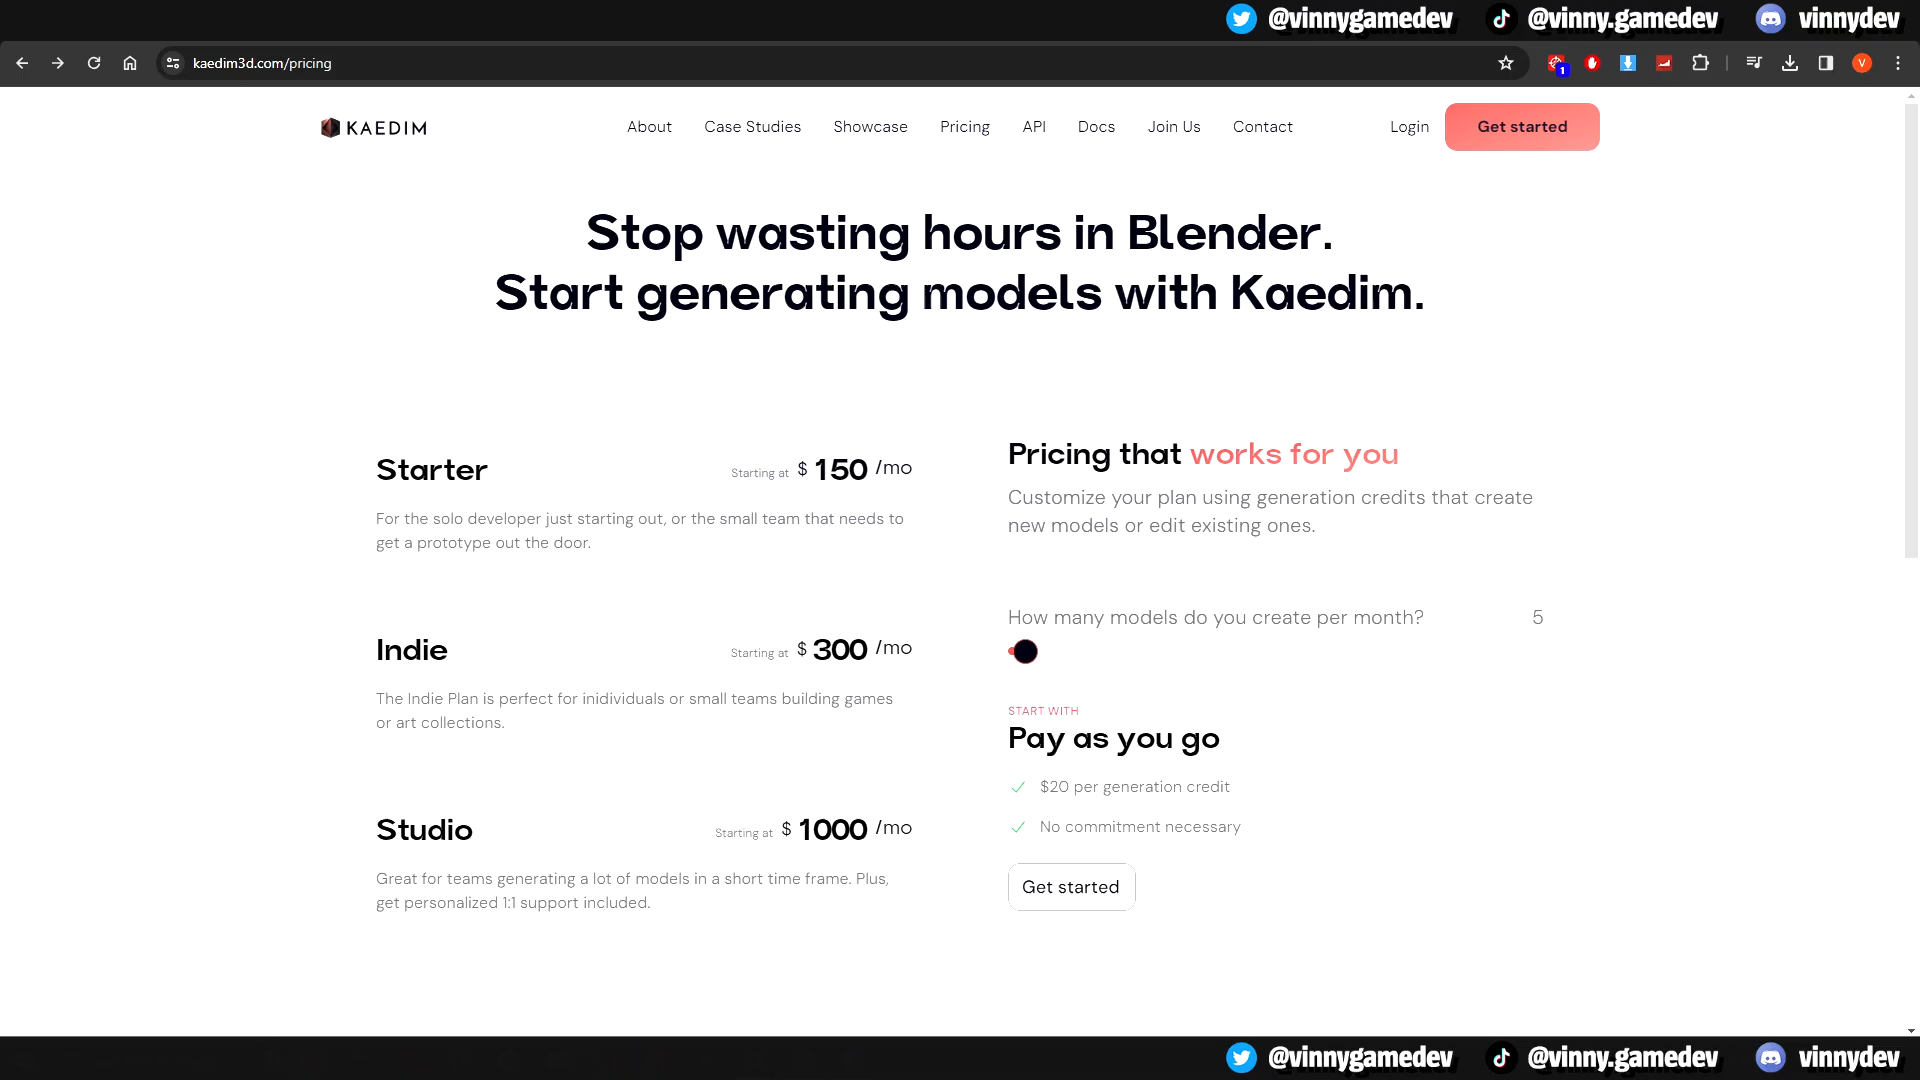 @vinnygamedev @vinny.gamedev vinnydev
kaedim3d.com/pricing
1
V
KAEDIM
About Case Studies Showcase Pricing API Docs Join Us Contact Login Get started
Stop wasting hours in Blender.
Start generating models with Kaedim.
Starter Starting at $ 150 /mo
For the solo developer just starting out, or the small team that needs to
get a prototype out the door.
Indie Starting at $ 300 /mo
The Indie Plan is perfect for inidividuals or small teams building games
or art collections.
Studio Starting at $ 1000 /mo
Great for teams generating a lot of models in a short time frame. Plus,
get personalized 1:1 support included.
Pricing that works for you
Customize your plan using generation credits that create
new models or edit existing ones.
How many models do you create per month? 5
START WITH
Pay as you go
$20 per generation credit
No commitment necessary
Get started
@vinnygamedev @vinny.gamedev vinnydev